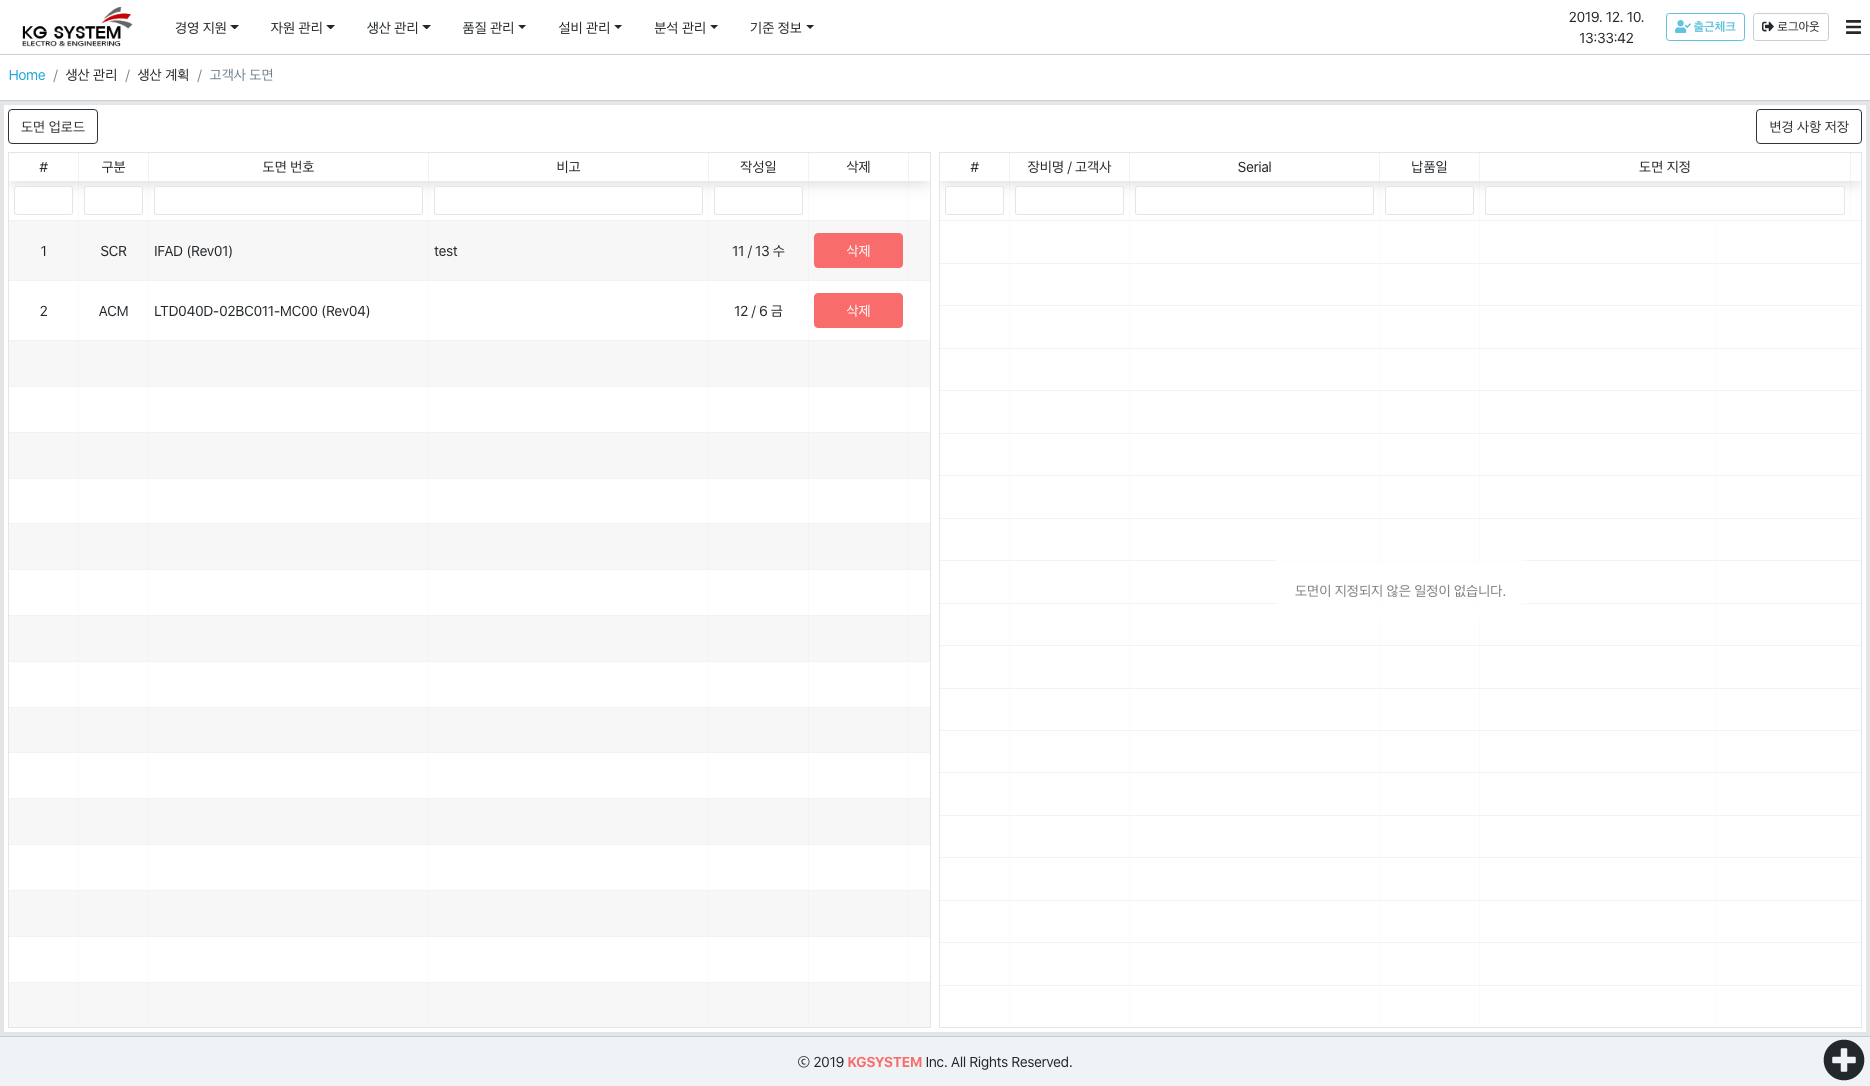 KG SYSTEM
ELECTRO & ENGINEERING
경영 지원 자원 관리 생산 관리 품질 관리 설비 관리 분석 관리 기준 정보
2019. 12. 10.
13:33:42
출근체크 로그아웃
Home / 생산 관리 / 생산 계획 / 고객사 도면
도면 업로드 변경 사항 저장
# 구분 도면 번호 비고 작성일 삭제
1 SCR IFAD (Rev01) test 11 / 13 수 삭제
2 ACM LTD040D-02BC011-MC00 (Rev04) 12 / 6 금 삭제
# 장비명 / 고객사 Serial 납품일 도면 지정
도면이 지정되지 않은 일정이 없습니다.
© 2019 KGSYSTEM Inc. All Rights Reserved.